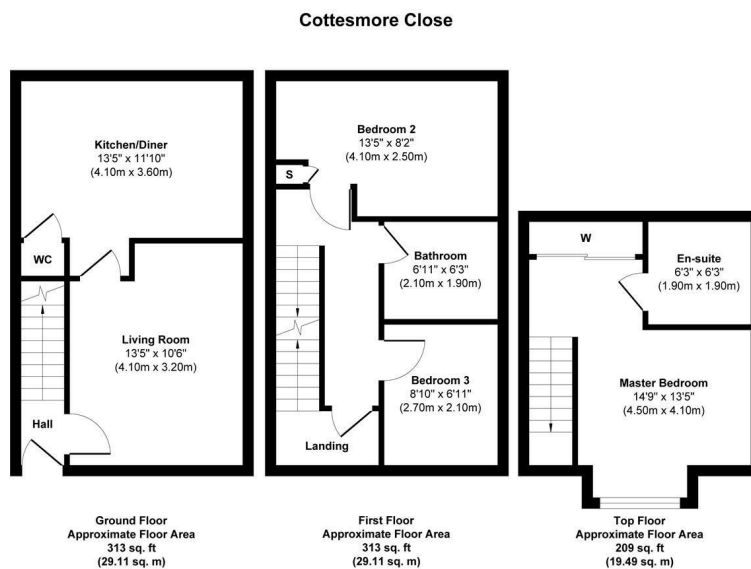 Cottesmore Close
Kitchen/Diner
13'5" x 11'10"
(4.10m x 3.60m)
WC
Living Room
13'5" x 10'6"
(4.10m x 3.20m)
Hall
Ground Floor
Approximate Floor Area
313 sq. ft
(29.11 sq. m)
Bedroom 2
13'5" x 8'2"
(4.10m x 2.50m)
S
Bathroom
6'11" x 6'3"
(2.10m x 1.90m)
Bedroom 3
8'10" x 6'11"
(2.70m x 2.10m)
Landing
First Floor
Approximate Floor Area
313 sq. ft
(29.11 sq. m)
W
En-suite
6'3" x 6'3"
(1.90m x 1.90m)
Master Bedroom
14'9" x 13'5"
(4.50m x 4.10m)
Top Floor
Approximate Floor Area
209 sq. ft
(19.49 sq. m)